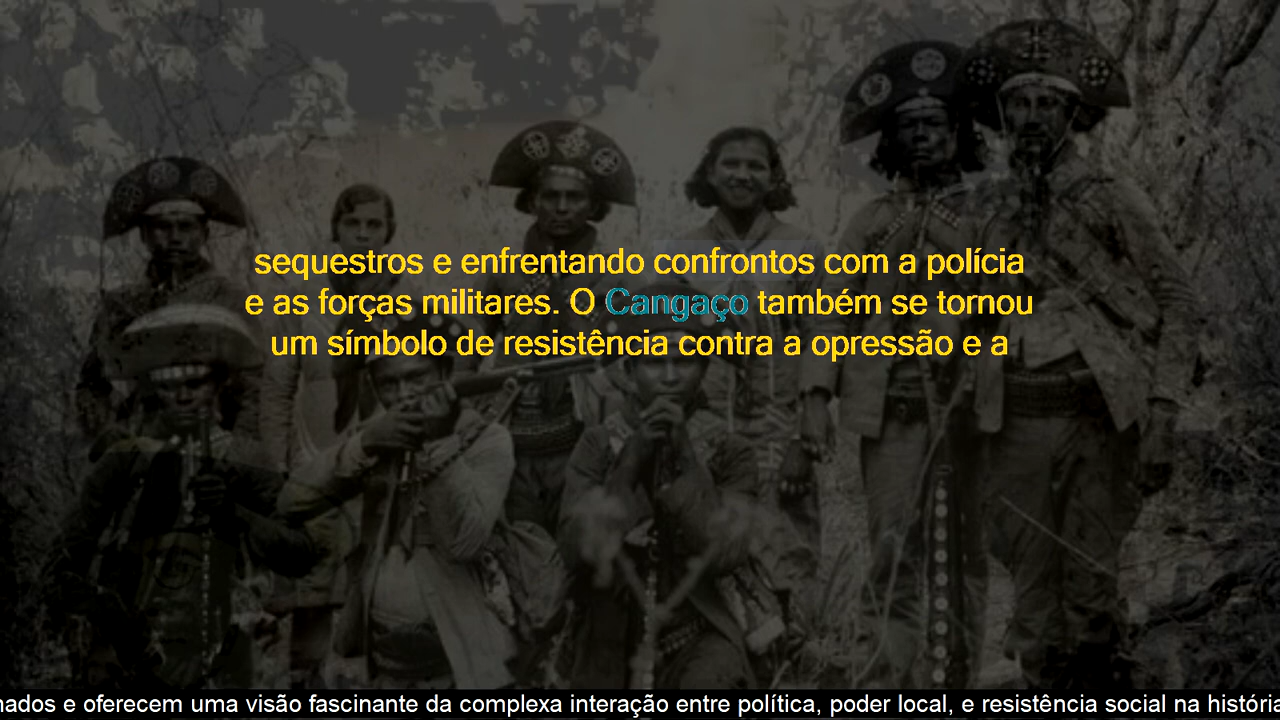 sequestros e enfrentando confrontos com a polícia
e as forças militares. O Cangaço também se tornou
um símbolo de resistência contra a opressão e a
nados e oferecem uma visão fascinante da complexa interação entre política, poder local, e resistência social na história